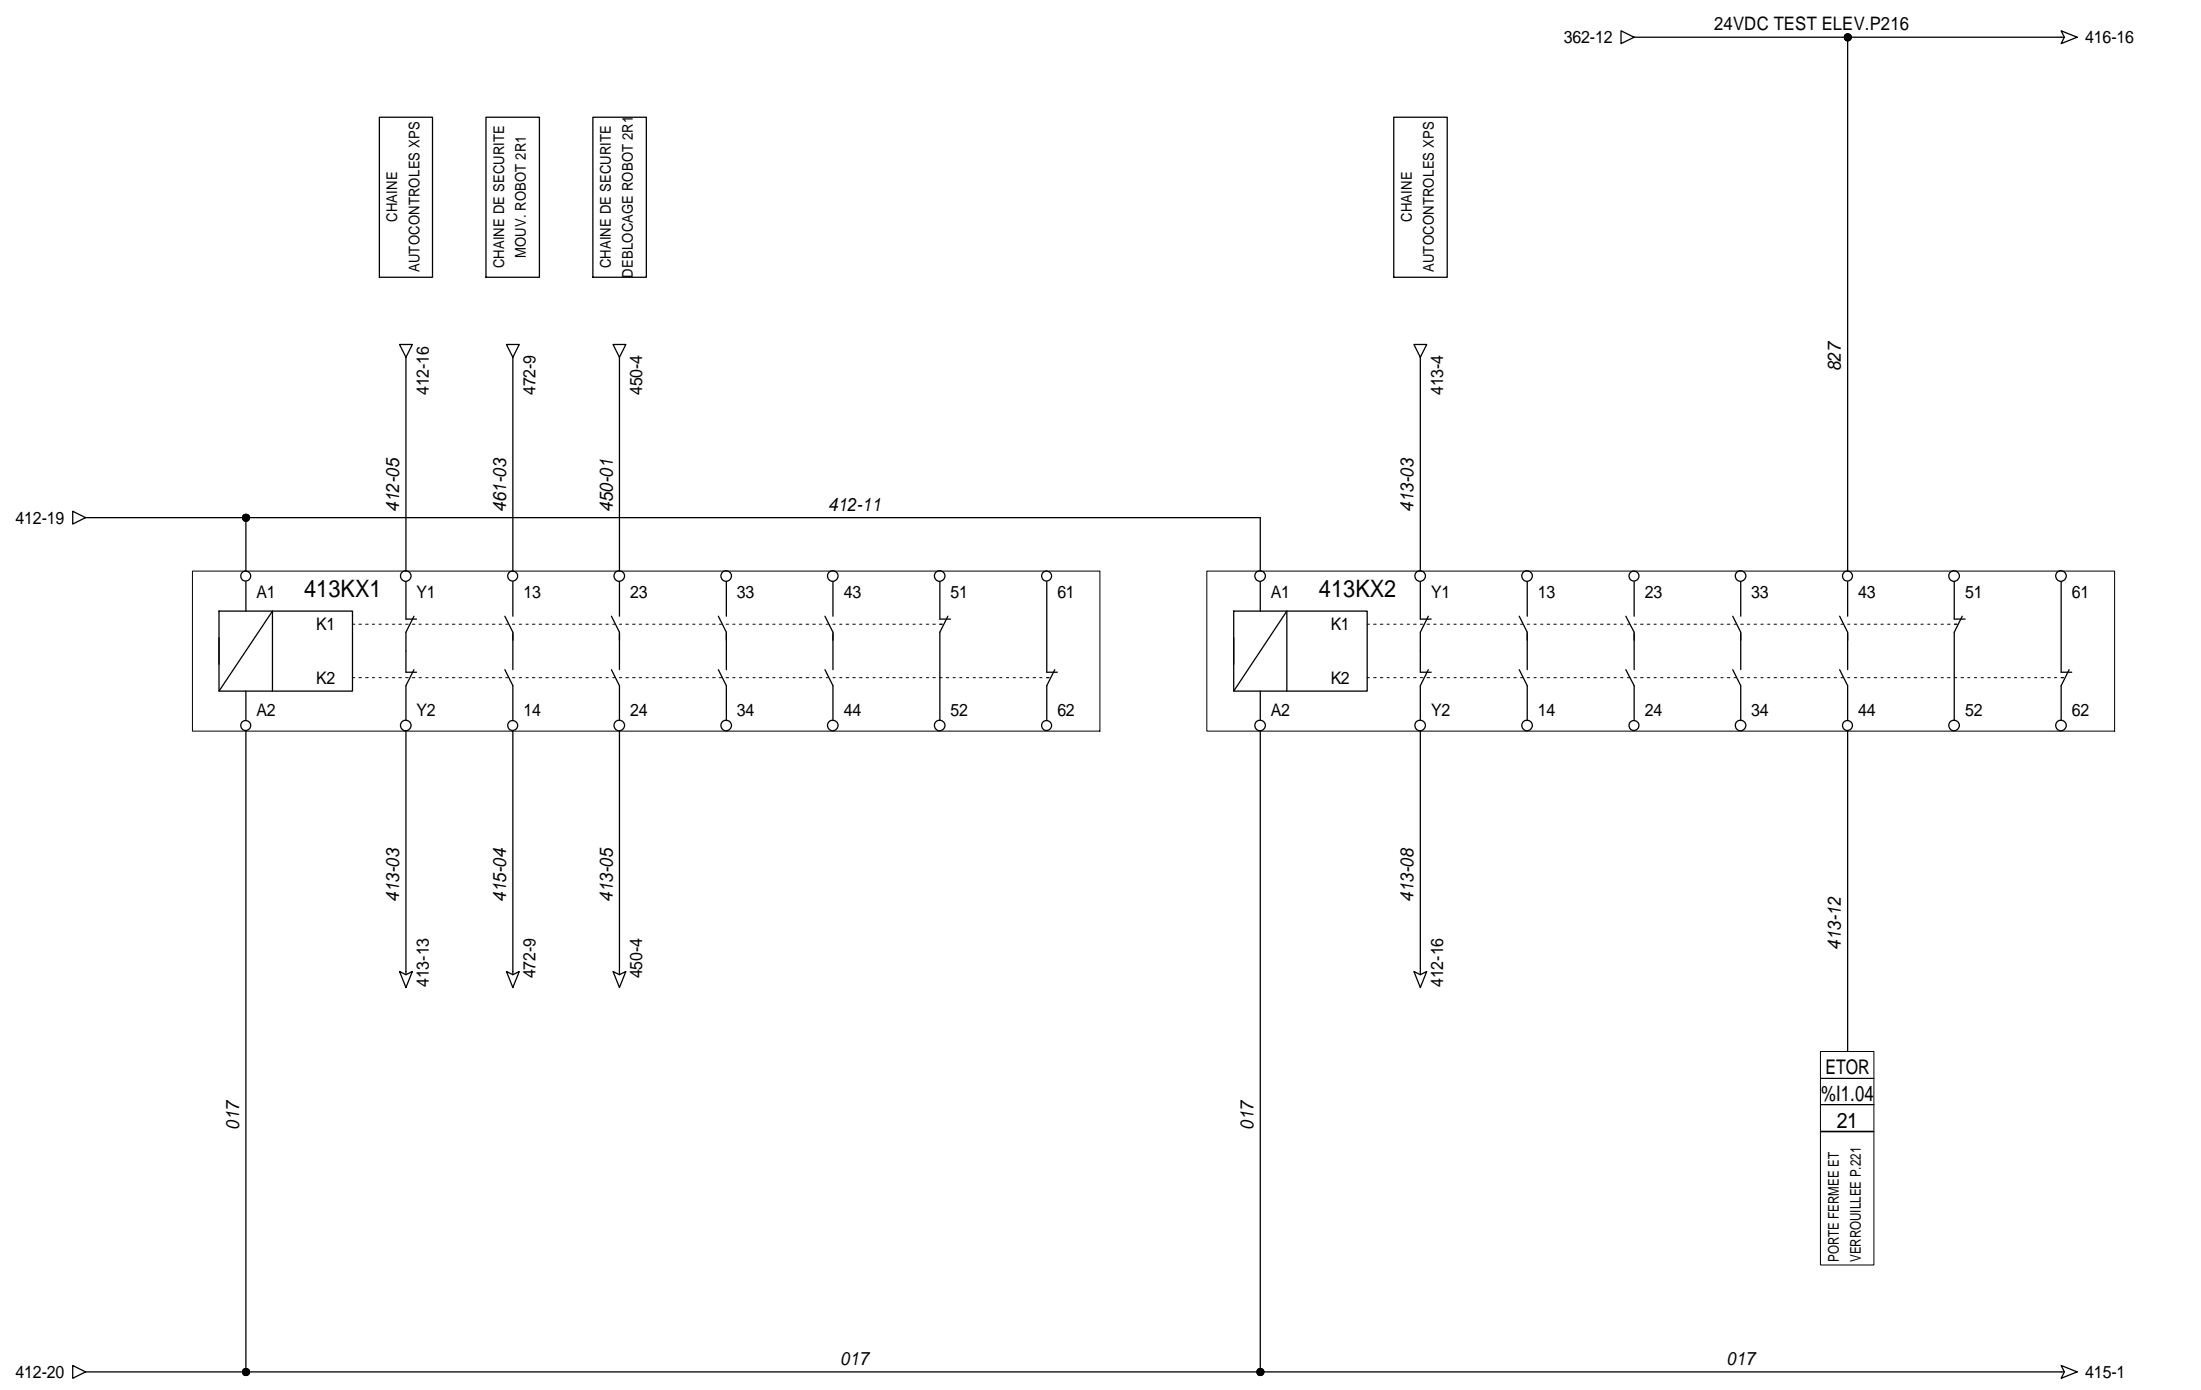 24VDC TEST ELEV.P216
362-12
416-16
CHAINE
AUTOCONTROLES XPS
CHAINE DE SECURITE
MOUV. ROBOT 2R1
CHAINE DE SECURITE
DEBLOCAGE ROBOT 2R1
CHAINE
AUTOCONTROLES XPS
412-16
472-9
450-4
413-4
827
412-05
461-03
450-01
413-03
412-19
412-11
A1
413KX1
Y1
13
23
33
43
51
61
K1
K2
A2
Y2
14
24
34
44
52
62
A1
413KX2
Y1
13
23
33
43
51
61
K1
K2
A2
Y2
14
24
34
44
52
62
413-03
415-04
413-05
413-08
413-12
413-13
472-9
450-4
412-16
017
017
ETOR
%I1.04
21
PORTE FERMEE ET
VERROUILLEE P.221
412-20
017
017
415-1